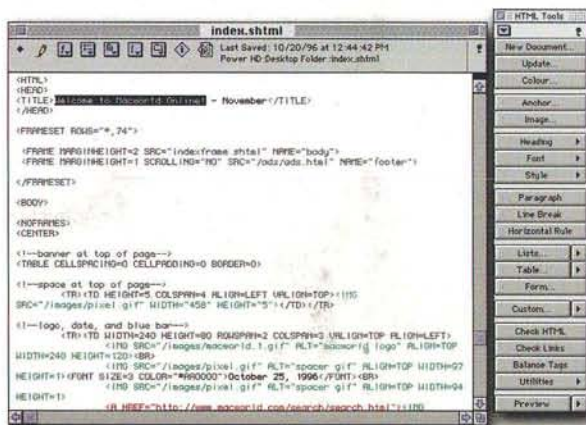 index.shtml
Last Saved: 10/20/96 at 12:44:42 PM
Power HD:Desktop Folder:index.shtml
<HTML>
<HEAD>
<TITLE>Welcome to Macworld Online! - November</TITLE>
</HEAD>
<FRAMESET ROWS="*,74">
<FRAME MARGINHEIGHT=2 SRC="indexframe.shtml" NAME="body">
<FRAME MARGINHEIGHT=1 SCROLLING="NO" SRC="/ads/ads.html" NAME="footer">
</FRAMESET>
<BODY>
<NOFRAMES>
<CENTER>
<!--banner at top of page-->
<TABLE CELLSPACING=0 CELLPADDING=0 BORDER=0>
<!--space at top of page-->
<TR><TD HEIGHT=5 COLSPAN=4 ALIGN=LEFT VALIGN=TOP><IMG
SRC="/images/pixel.gif" WIDTH="458" HEIGHT="5"></TD></TR>
<!--logo, date, and blue bar-->
<TR><TD WIDTH=240 HEIGHT=80 ROWSPAN=2 COLSPAN=3 VALIGN=TOP ALIGN=LEFT>
<IMG SRC="/images/macworld.1.gif" ALT="macworld logo" ALIGN=TOP
WIDTH=240 HEIGHT=120><BR>
<IMG SRC="/images/pixel.gif" ALT="spacer gif" ALIGN=TOP WIDTH=97
HEIGHT=1><FONT SIZE=3 COLOR="#AA0000">October 25, 1996</FONT><BR>
<IMG SRC="/images/pixel.gif" ALT="spacer gif" ALIGN=TOP WIDTH=94
HEIGHT=1>
<A HREF="http://www.macworld.com/search/search.html"><IMG
HTML Tools
New Document...
Update...
Colour...
Anchor...
Image...
Heading
Font
Style
Paragraph
Line Break
Horizontal Rule
Lists...
Table...
Form...
Custom...
Check HTML
Check Links
Balance Tags
Utilities
Preview